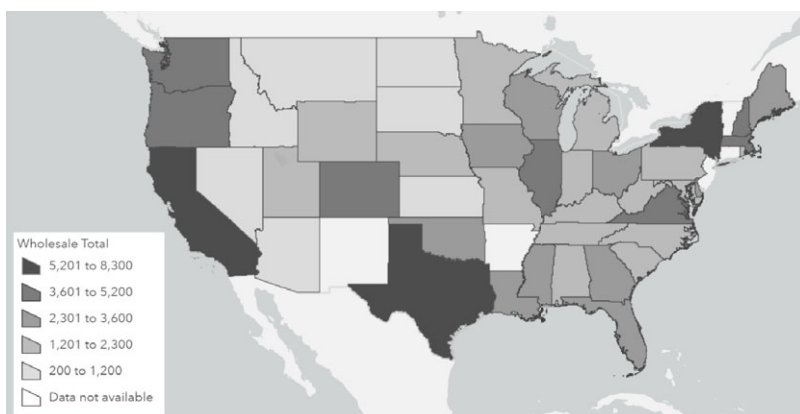 Wholesale Total
5,201 to 8,300
3,601 to 5,200
2,301 to 3,600
1,201 to 2,300
200 to 1,200
Data not available